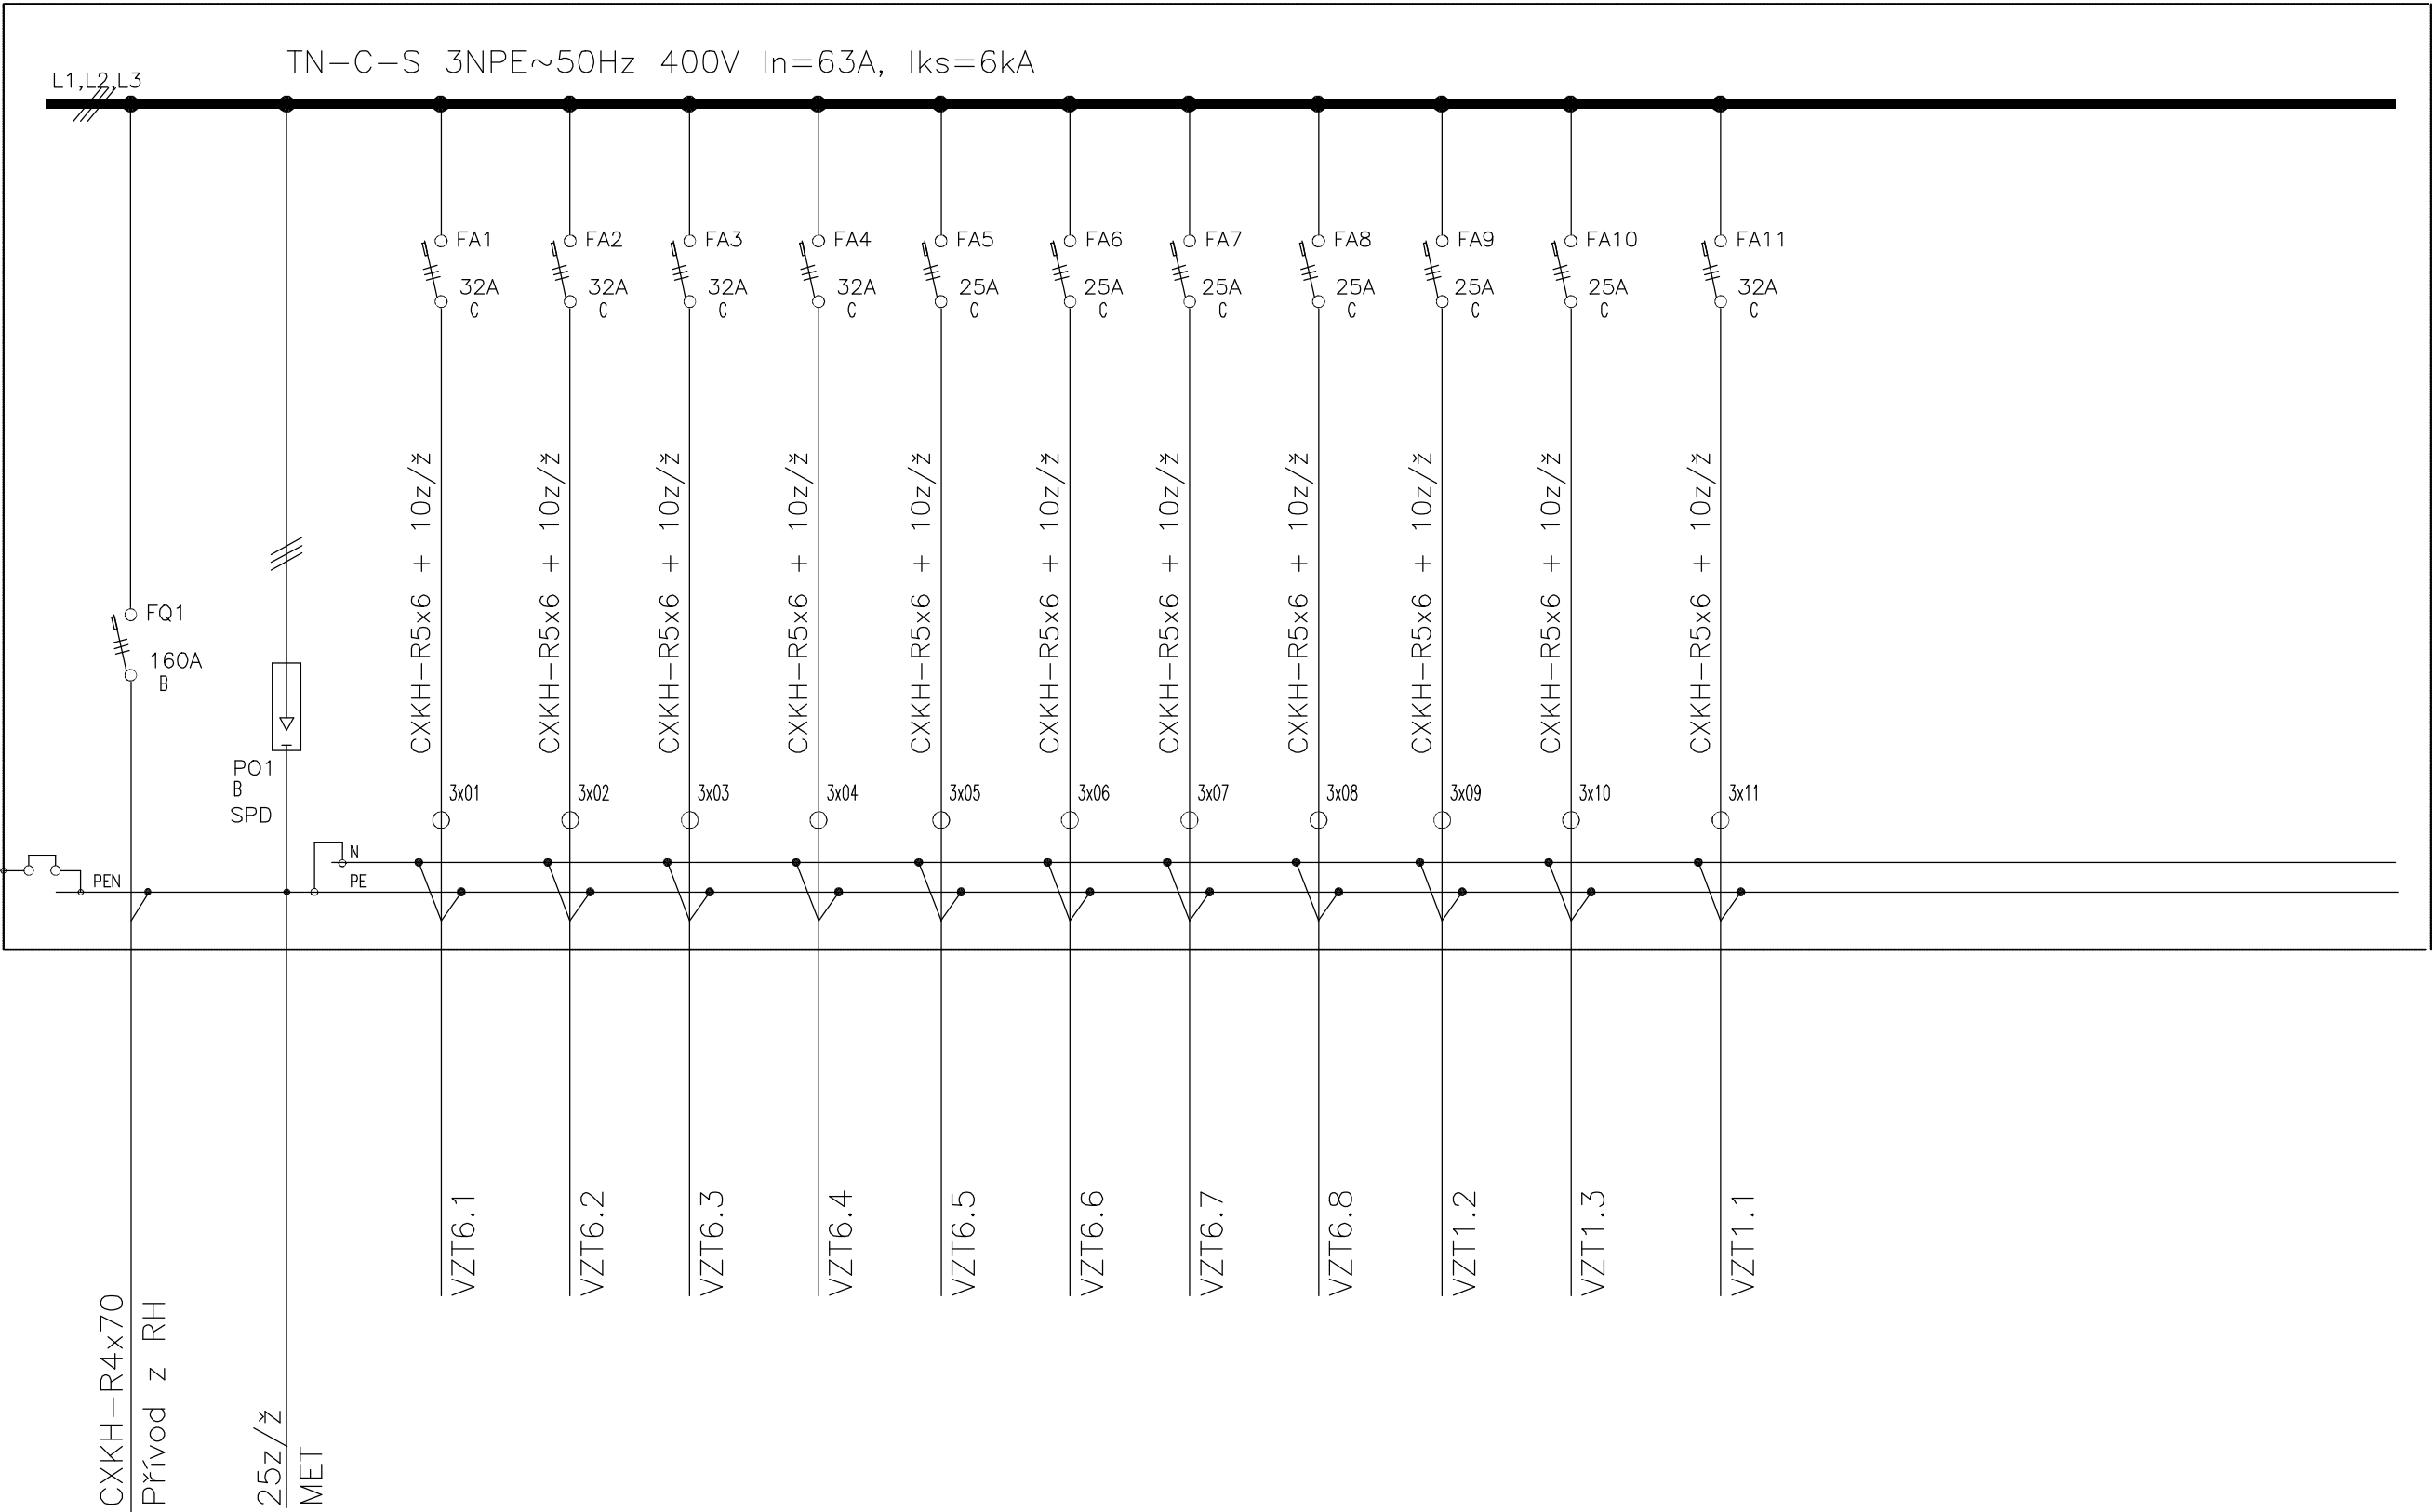 TN-C-S 3NPE~50Hz 400V In=63A, Iks=6kA
L1,L2,L3
FA1
32A
C
FA2
32A
C
FA3
32A
C
FA4
32A
C
FA5
25A
C
FA6
25A
C
FA7
25A
C
FA8
25A
C
FA9
25A
C
FA10
25A
C
FA11
32A
C
CXKH-R5x6 + 10z/ž
CXKH-R5x6 + 10z/ž
CXKH-R5x6 + 10z/ž
CXKH-R5x6 + 10z/ž
CXKH-R5x6 + 10z/ž
CXKH-R5x6 + 10z/ž
CXKH-R5x6 + 10z/ž
CXKH-R5x6 + 10z/ž
CXKH-R5x6 + 10z/ž
CXKH-R5x6 + 10z/ž
CXKH-R5x6 + 10z/ž
FQ1
160A
B
PO1
B
SPD
3x01
3x02
3x03
3x04
3x05
3x06
3x07
3x08
3x09
3x10
3x11
N
PEN
PE
VZT6.1
VZT6.2
VZT6.3
VZT6.4
VZT6.5
VZT6.6
VZT6.7
VZT6.8
VZT1.2
VZT1.3
VZT1.1
CXKH-R4x70
Přívod z RH
25z/ž
MET